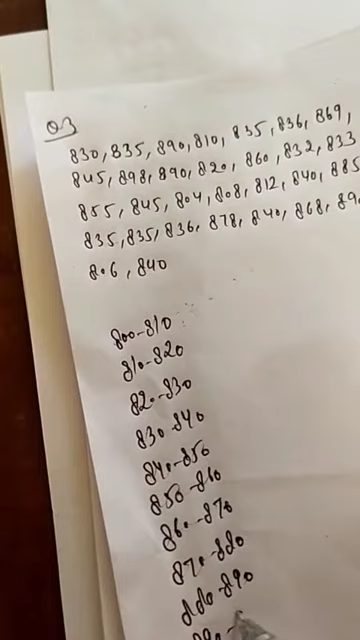 Q3
830, 835, 890, 810, 835, 836, 869,
845, 898, 890, 820, 860, 832, 833
855, 845, 804, 808, 812, 840, 885
835, 835, 836, 878, 840, 868, 890
806, 840
800-810
810-820
820-830
830-840
840-850
850-860
860-870
870-880
880-890